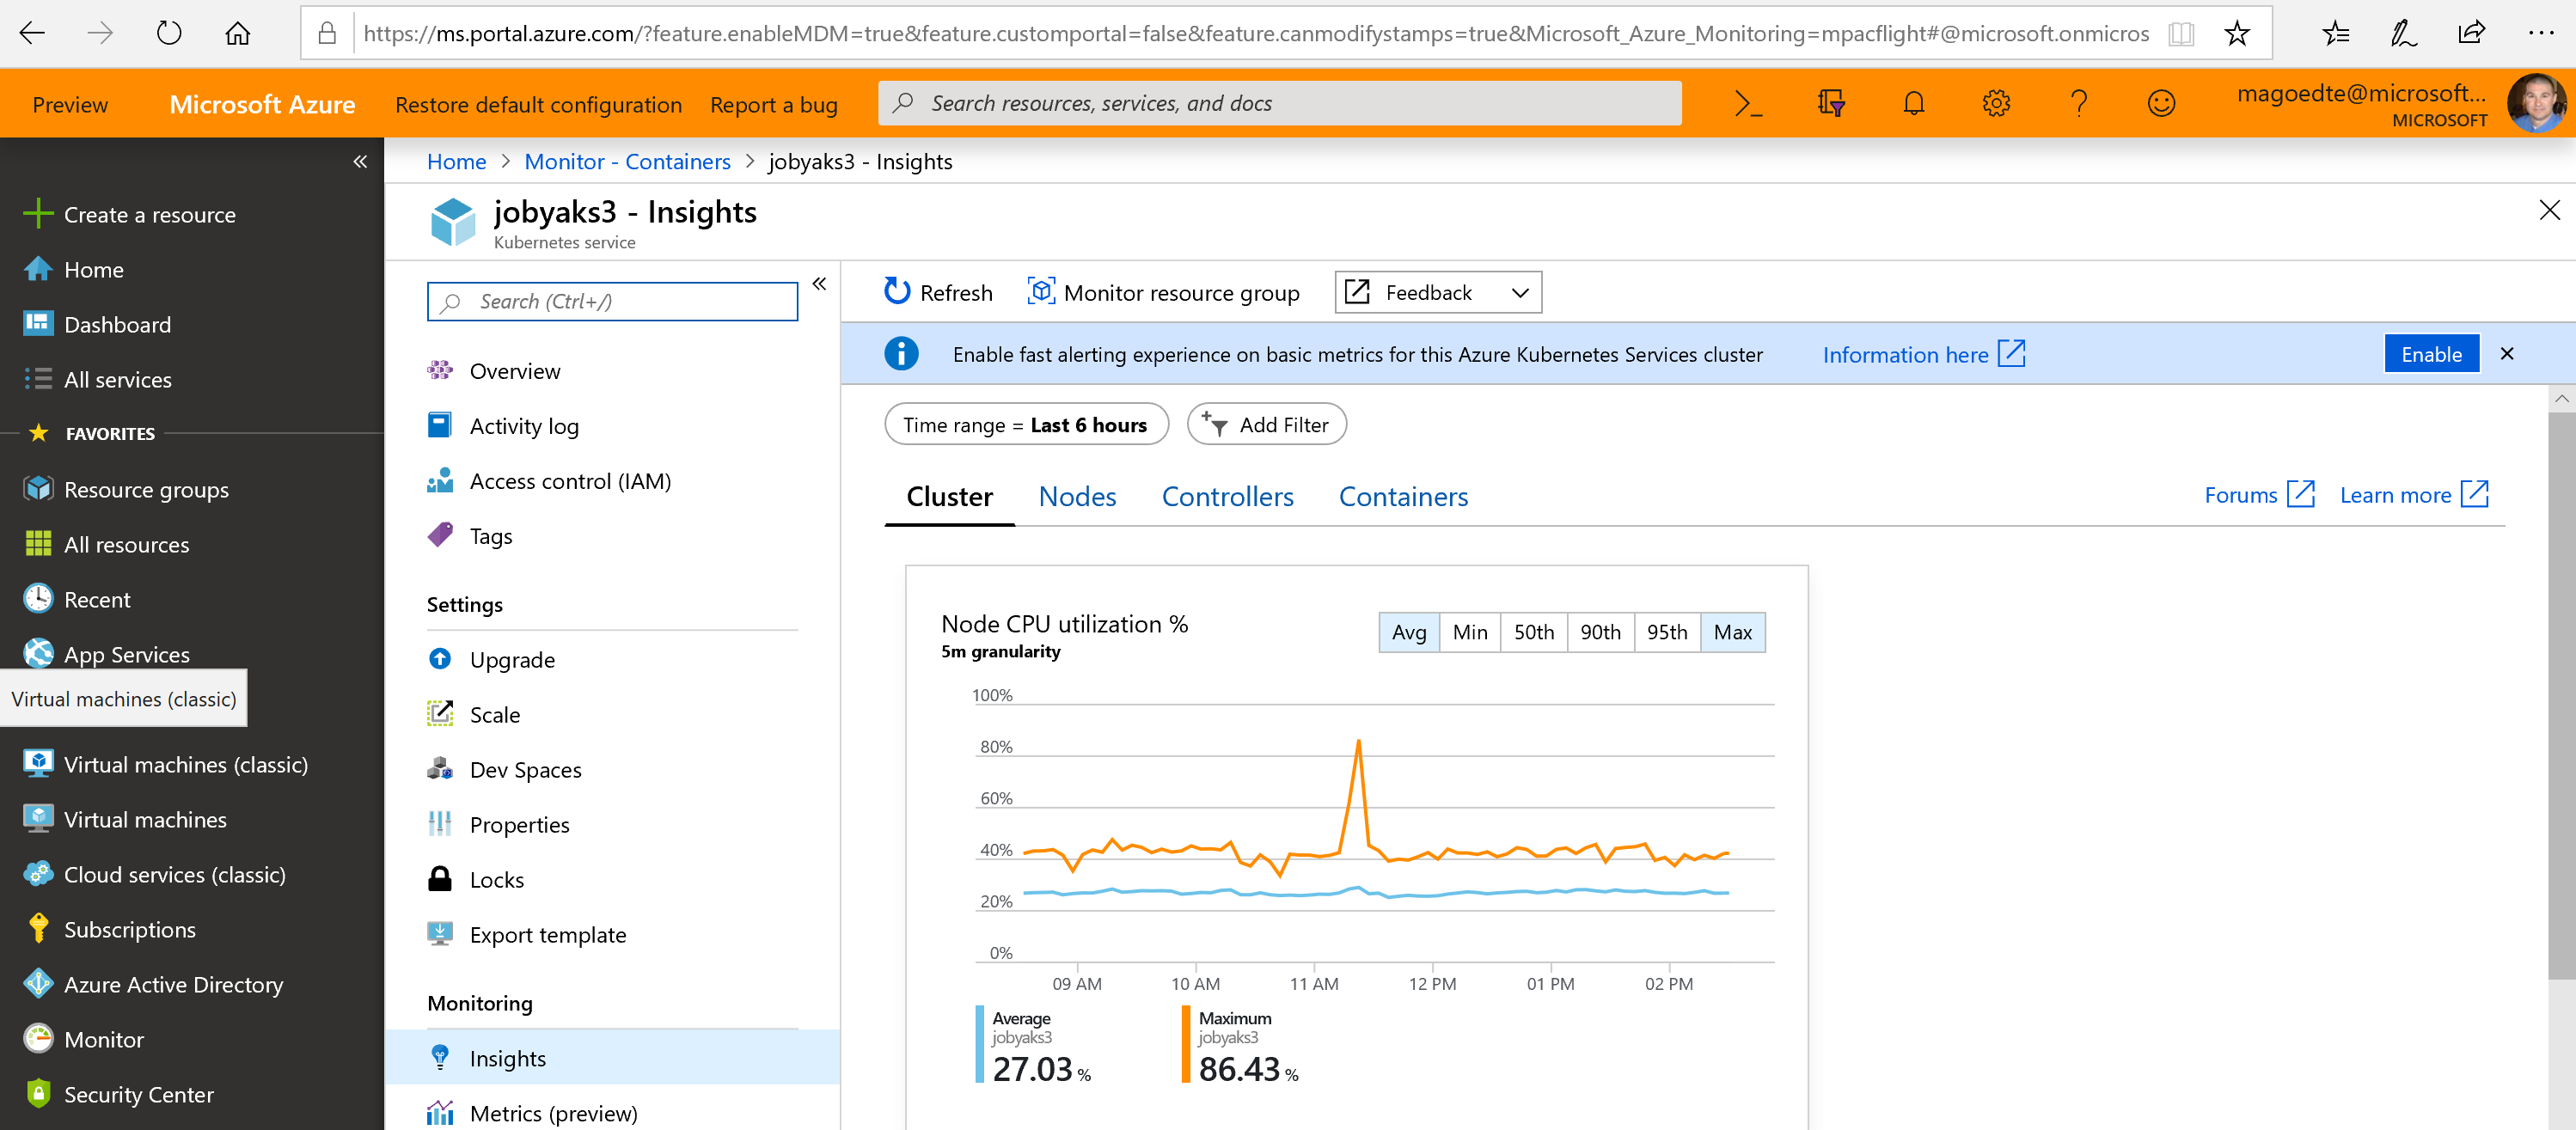 https://ms.portal.azure.com/?feature.enableMDM=true&feature.customportal=false&feature.canmodifystamps=true&Microsoft_Azure_Monitoring=mpacflight#@microsoft.onmicros
Preview Microsoft Azure Restore default configuration Report a bug Search resources, services, and docs magoedte@microsoft...
MICROSOFT
Home > Monitor - Containers > jobyaks3 - Insights
jobyaks3 - Insights
Kubernetes service
Create a resource
Home
Dashboard
All services
FAVORITES
Resource groups
All resources
Recent
App Services
Virtual machines (classic)
Virtual machines (classic)
Virtual machines
Cloud services (classic)
Subscriptions
Azure Active Directory
Monitor
Security Center
Search (Ctrl+/)
Overview
Activity log
Access control (IAM)
Tags
Settings
Upgrade
Scale
Dev Spaces
Properties
Locks
Export template
Monitoring
Insights
Metrics (preview)
Refresh Monitor resource group Feedback
Enable fast alerting experience on basic metrics for this Azure Kubernetes Services cluster Information here Enable
Time range = Last 6 hours Add Filter
Cluster Nodes Controllers Containers Forums Learn more
Node CPU utilization %
5m granularity
Avg Min 50th 90th 95th Max
100%
80%
60%
40%
20%
0%
09 AM 10 AM 11 AM 12 PM 01 PM 02 PM
Average
jobyaks3
27.03 %
Maximum
jobyaks3
86.43 %